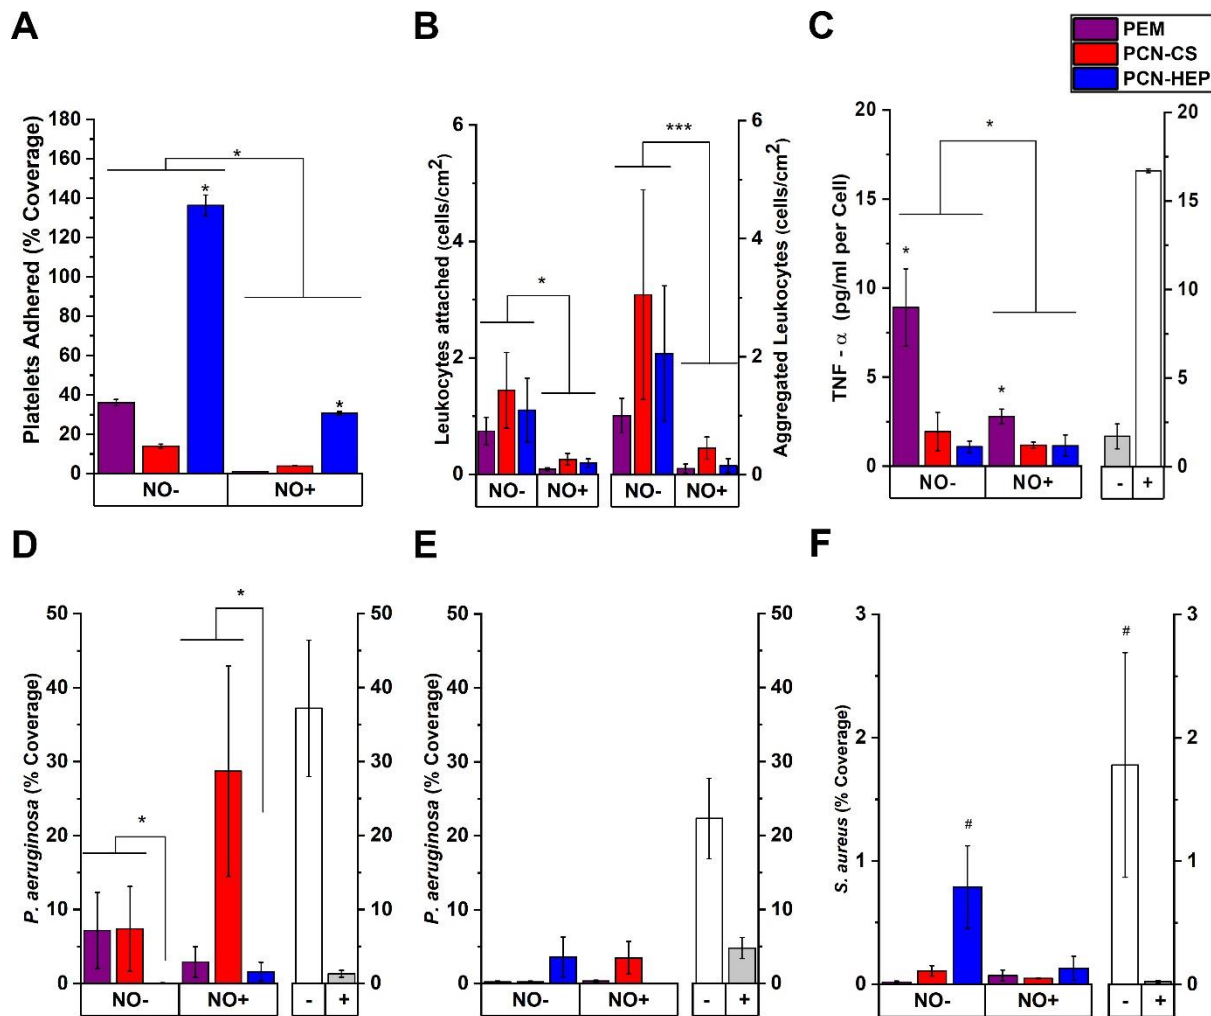 A
B
C
PEM
PCN-CS
PCN-HEP
Platelets Adhered (% Coverage)
180
160
140
120
100
80
60
40
20
0
*
*
*
NO-
NO+
Leukocytes attached (cells/cm2)
6
4
2
0
*
***
NO-
NO+
NO-
NO+
6
4
2
0
Aggregated Leukocytes (cells/cm2)
TNF - α (pg/ml per Cell)
20
15
10
5
0
*
*
*
NO-
NO+
-
+
20
15
10
5
0
D
E
F
P. aeruginosa (% Coverage)
50
40
30
20
10
0
*
*
NO-
NO+
-
+
50
40
30
20
10
0
P. aeruginosa (% Coverage)
50
40
30
20
10
0
NO-
NO+
-
+
50
40
30
20
10
0
S. aureus (% Coverage)
3
2
1
0
#
#
NO-
NO+
-
+
3
2
1
0